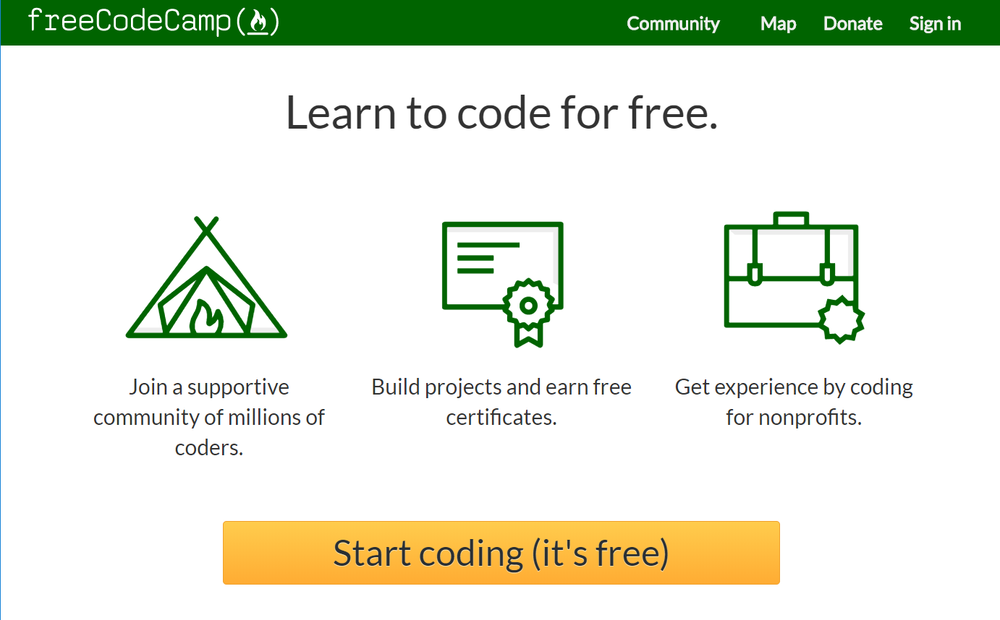 freeCodeCamp
Community Map Donate Sign in
Learn to code for free.
Join a supportive
community of millions of
coders.
Build projects and earn free
certificates.
Get experience by coding
for nonprofits.
Start coding (it's free)